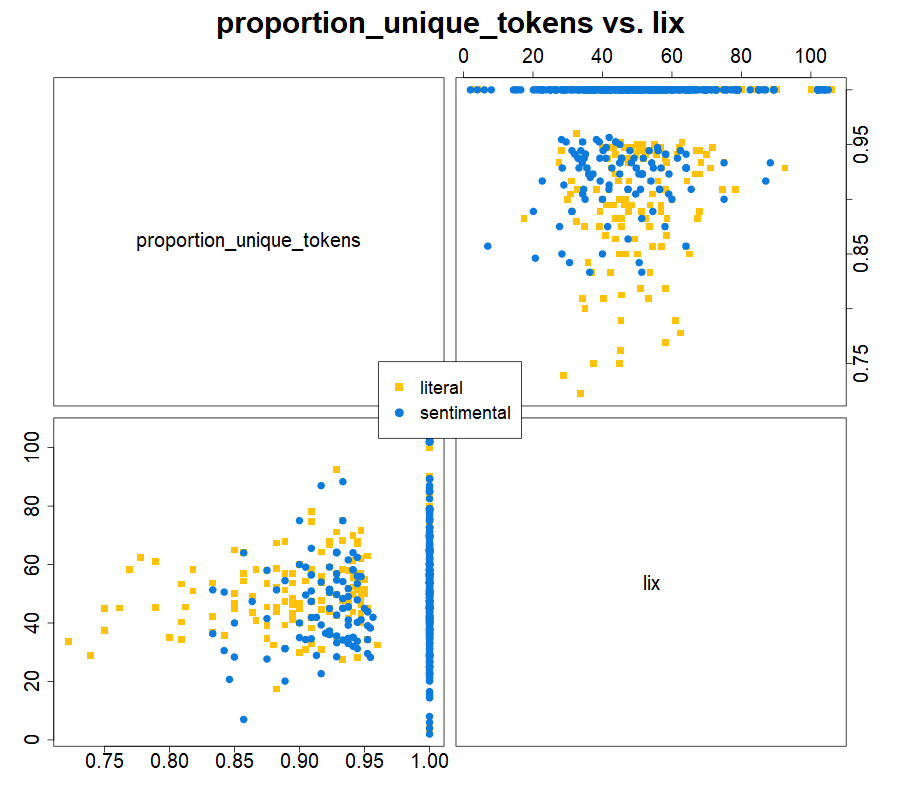 proportion_unique_tokens vs. lix
0 20 40 60 80 100
proportion_unique_tokens
0.95
0.85
0.75
literal
sentimental
100
80
60
40
20
0
lix
0.75 0.80 0.85 0.90 0.95 1.00